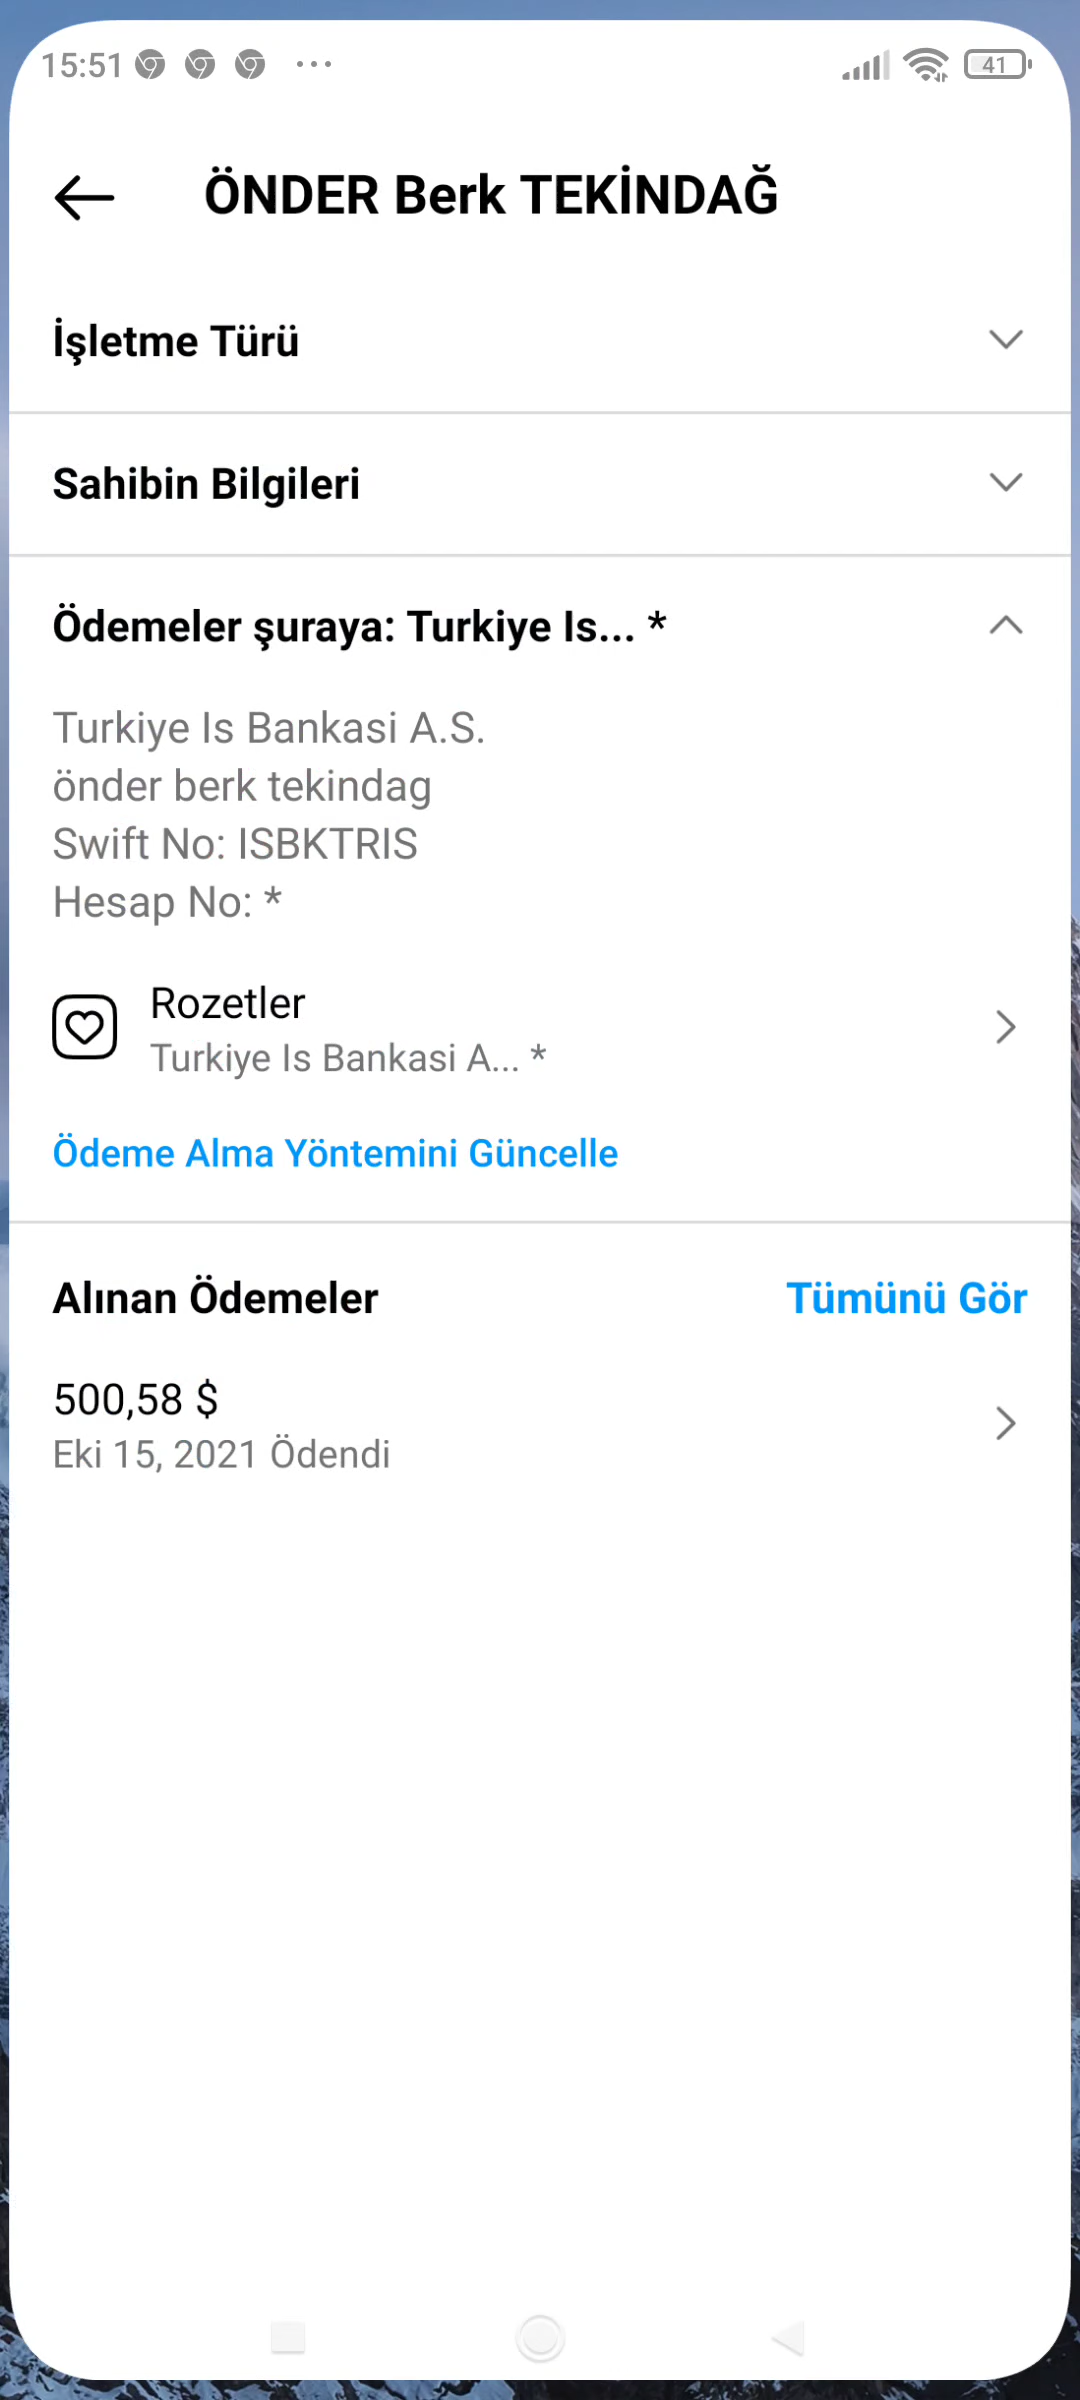 15:51
41
ÖNDER Berk TEKİNDAĞ
İşletme Türü
Sahibin Bilgileri
Ödemeler şuraya: Turkiye Is... *
Turkiye Is Bankasi A.S.
önder berk tekindag
Swift No: ISBKTRIS
Hesap No: *
Rozetler
Turkiye Is Bankasi A... *
Ödeme Alma Yöntemini Güncelle
Alınan Ödemeler
Tümünü Gör
500,58 $
Eki 15, 2021 Ödendi